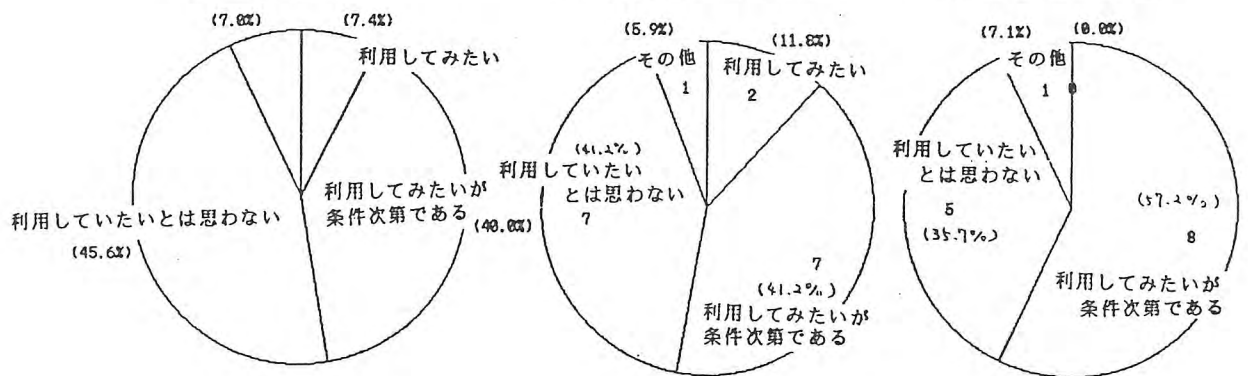 (7.0%)
(7.4%)
利用してみたい
利用してみたいが
条件次第である
(40.0%)
利用していたいとは思わない
(45.6%)
(5.9%)
その他
1
(11.8%)
利用してみたい
2
(41.2%)
利用していたい
とは思わない
7
7
(41.2%)
利用してみたいが
条件次第である
(7.1%)
その他
1
(0.0%)
0
利用していたい
とは思わない
5
(35.7%)
(57.2%)
8
利用してみたいが
条件次第である